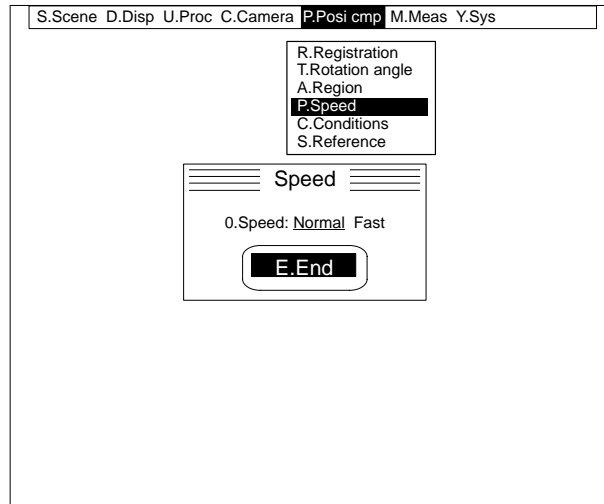 S.Scene D.Disp U.Proc C.Camera P.Posi cmp M.Meas Y.Sys
R.Registration
T.Rotation angle
A.Region
P.Speed
C.Conditions
S.Reference
Speed
0.Speed: Normal Fast
E.End